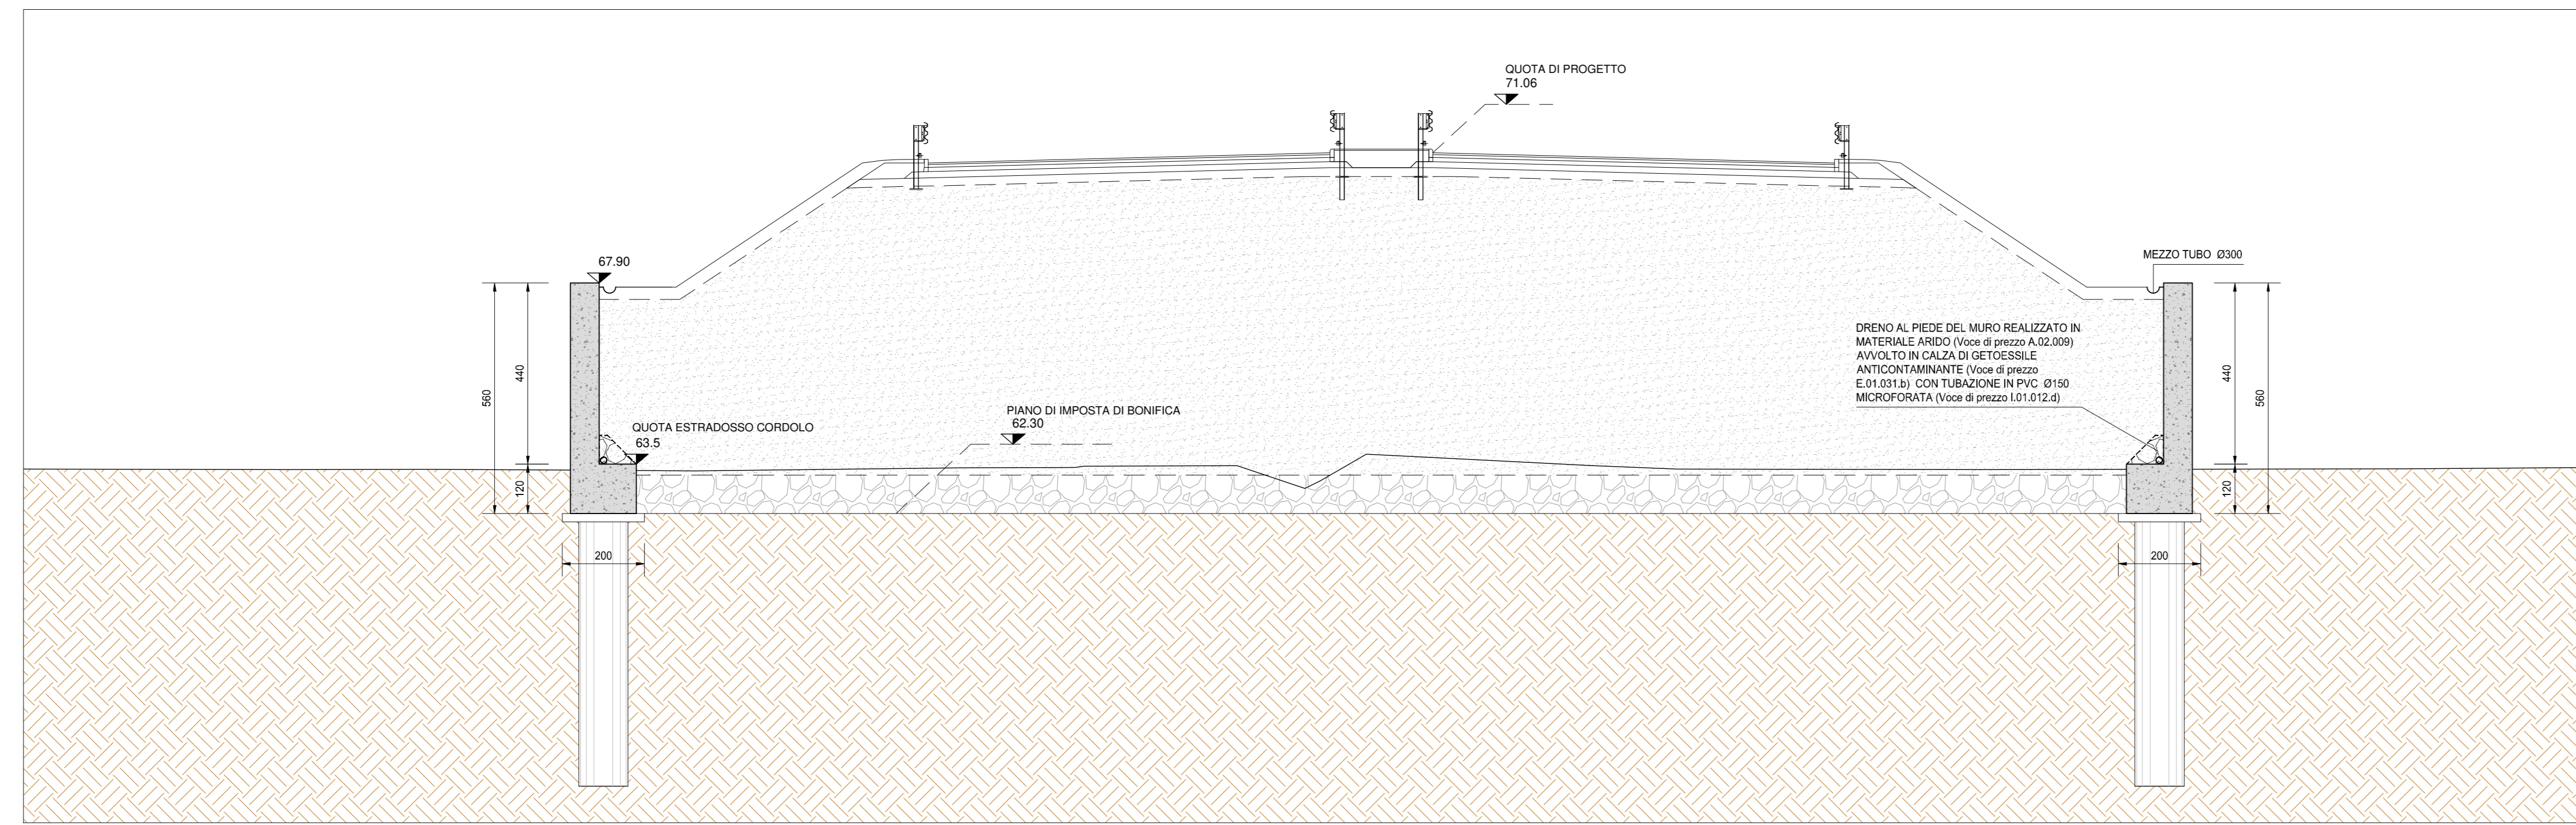 QUOTA DI PROGETTO
71.06
67.90
MEZZO TUBO Ø300
DRENO AL PIEDE DEL MURO REALIZZATO IN
MATERIALE ARIDO (Voce di prezzo A.02.009)
AVVOLTO IN CALZA DI GETOESSILE
ANTICONTAMINANTE (Voce di prezzo
E.01.031.b) CON TUBAZIONE IN PVC Ø150
MICROFORATA (Voce di prezzo I.01.012.d)
560
440
120
QUOTA ESTRADOSSO CORDOLO
63.5
PIANO DI IMPOSTA DI BONIFICA
62.30
440
560
120
200
200